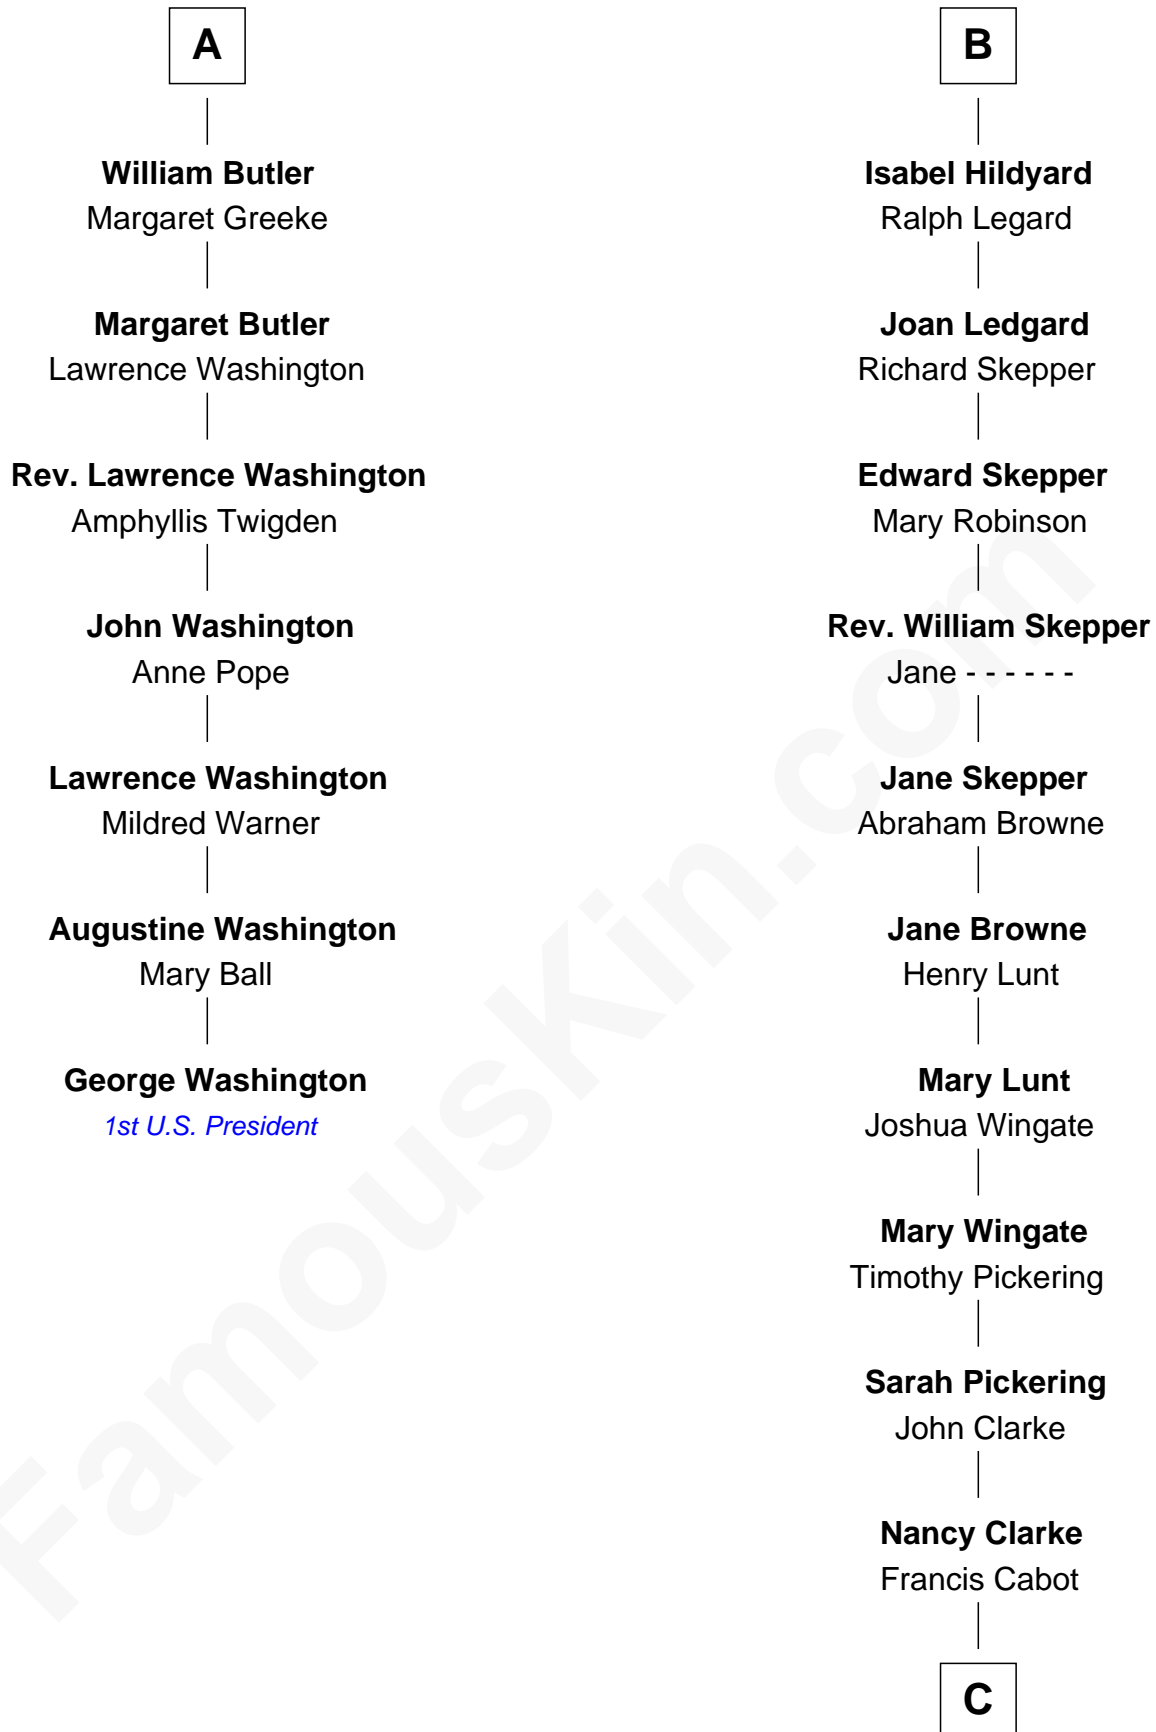 A
William Butler
Margaret Greeke
Margaret Butler
Lawrence Washington
Rev. Lawrence Washington
Amphyllis Twigden
John Washington
Anne Pope
Lawrence Washington
Mildred Warner
Augustine Washington
Mary Ball
George Washington
1st U.S. President
B
Isabel Hildyard
Ralph Legard
Joan Ledgard
Richard Skepper
Edward Skepper
Mary Robinson
Rev. William Skepper
Jane - - - - - -
Jane Skepper
Abraham Browne
Jane Browne
Henry Lunt
Mary Lunt
Joshua Wingate
Mary Wingate
Timothy Pickering
Sarah Pickering
John Clarke
Nancy Clarke
Francis Cabot
C
FamousKin.com